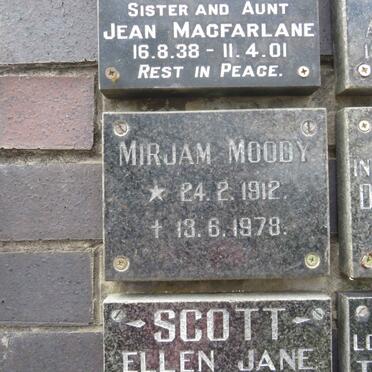 SISTER AND AUNT
JEAN MACFARLANE
16.8.38 - 11.4.01
REST IN PEACE.
MIRJAM MOODY
★ 24.2.1912.
† 13.6.1978.
SCOTT
ELLEN JANE